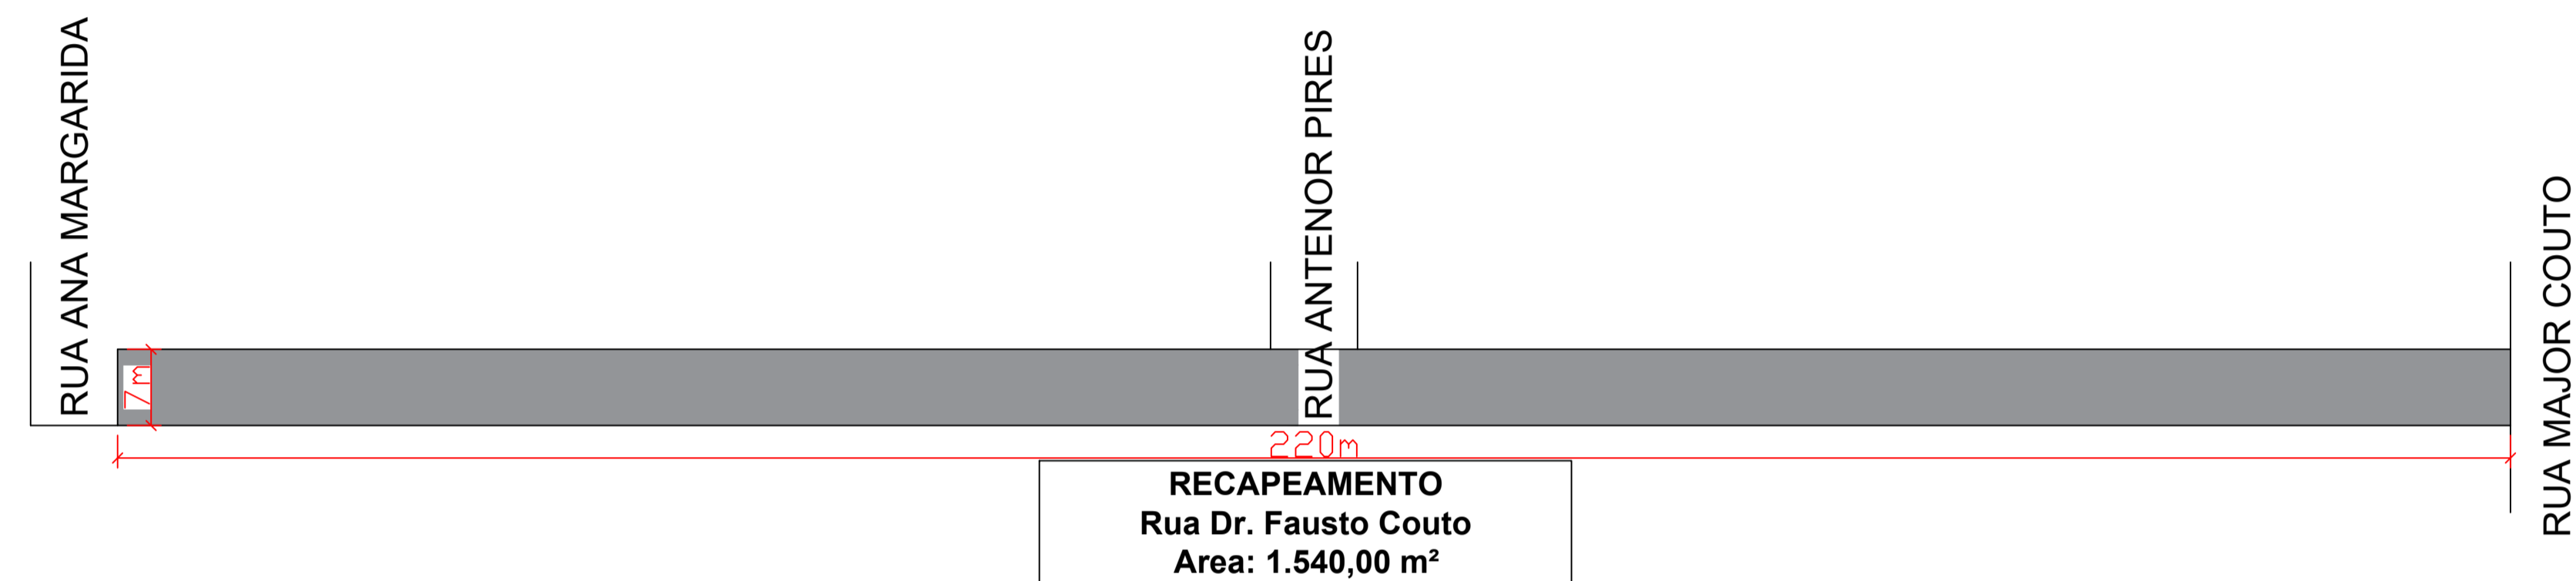 RUA ANA MARGARIDA
RUA ANTENOR PIRES
RUA MAJOR COUTO
7m
220m
RECAPEAMENTO
Rua Dr. Fausto Couto
Area: 1.540,00 m²